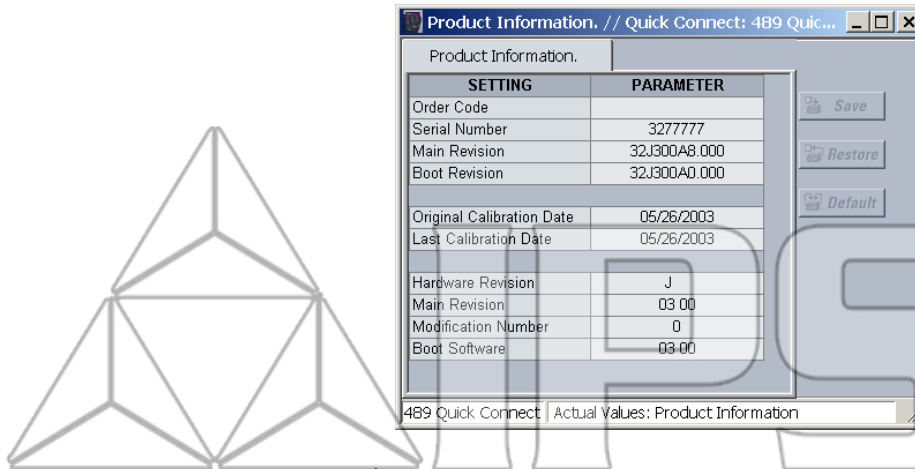 Product Information. // Quick Connect: 489 Quic...
Product Information.
SETTING PARAMETER
Order Code
Serial Number 3277777
Main Revision 32J300A8.000
Boot Revision 32J300A0.000
Original Calibration Date 05/26/2003
Last Calibration Date 05/26/2003
Hardware Revision J
Main Revision 03 00
Modification Number 0
Boot Software 03 00
Save
Restore
Default
489 Quick Connect Actual Values: Product Information
IPS